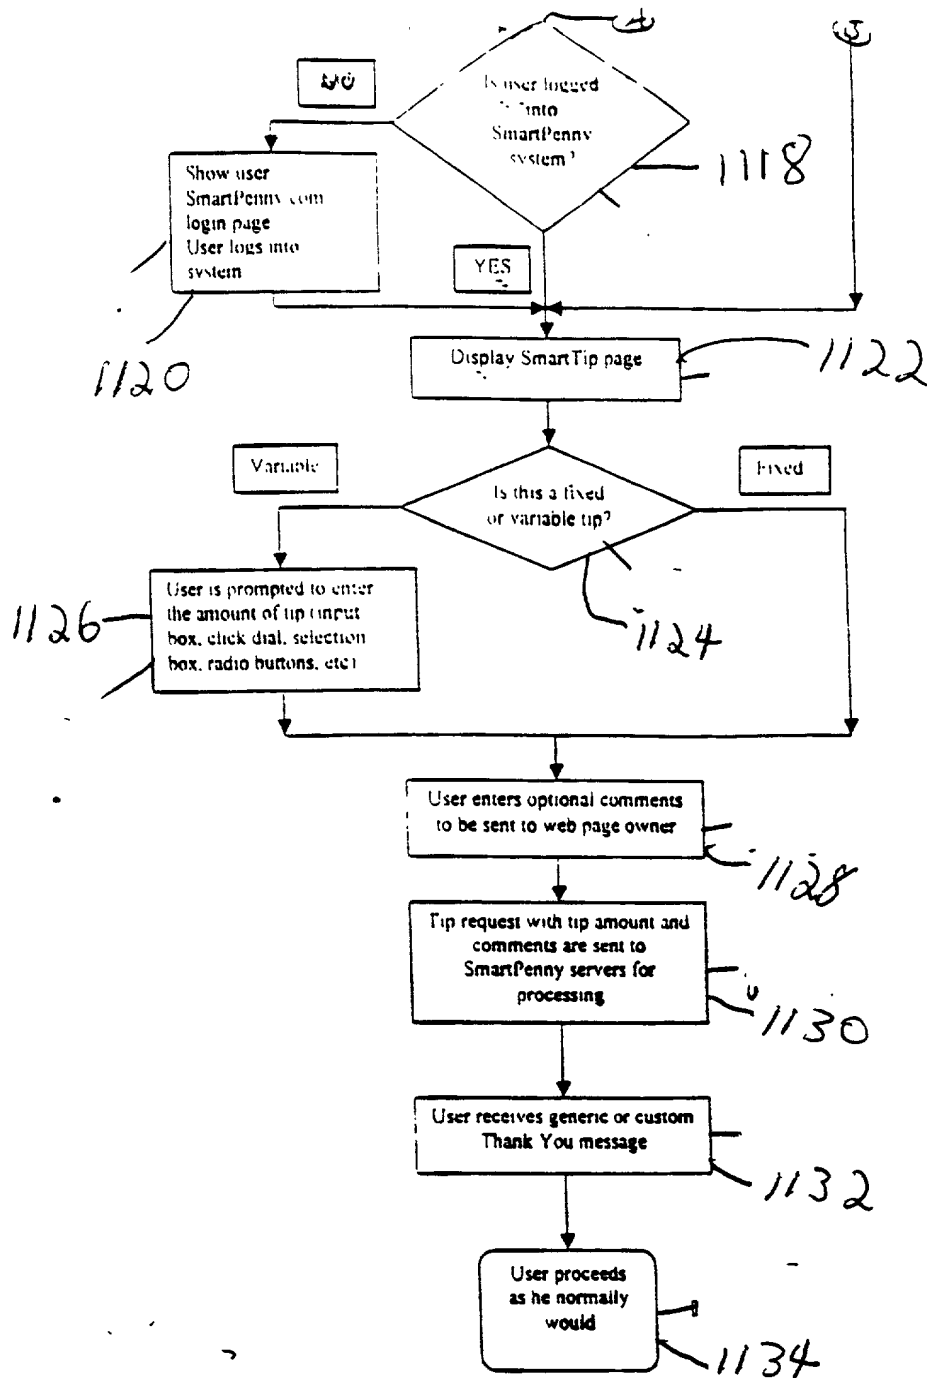 4
5
NO
Is user logged
into
SmartPenny
system?
1118
Show user
SmartPenny.com
login page
User logs into
system
YES
1120
Display SmartTip page
1122
Variable
Fixed
Is this a fixed
or variable tip?
1124
User is prompted to enter
the amount of tip (input
box, click dial, selection
box, radio buttons, etc)
1126
User enters optional comments
to be sent to web page owner
1128
Tip request with tip amount and
comments are sent to
SmartPenny servers for
processing
1130
User receives generic or custom
Thank You message
1132
User proceeds
as he normally
would
1134